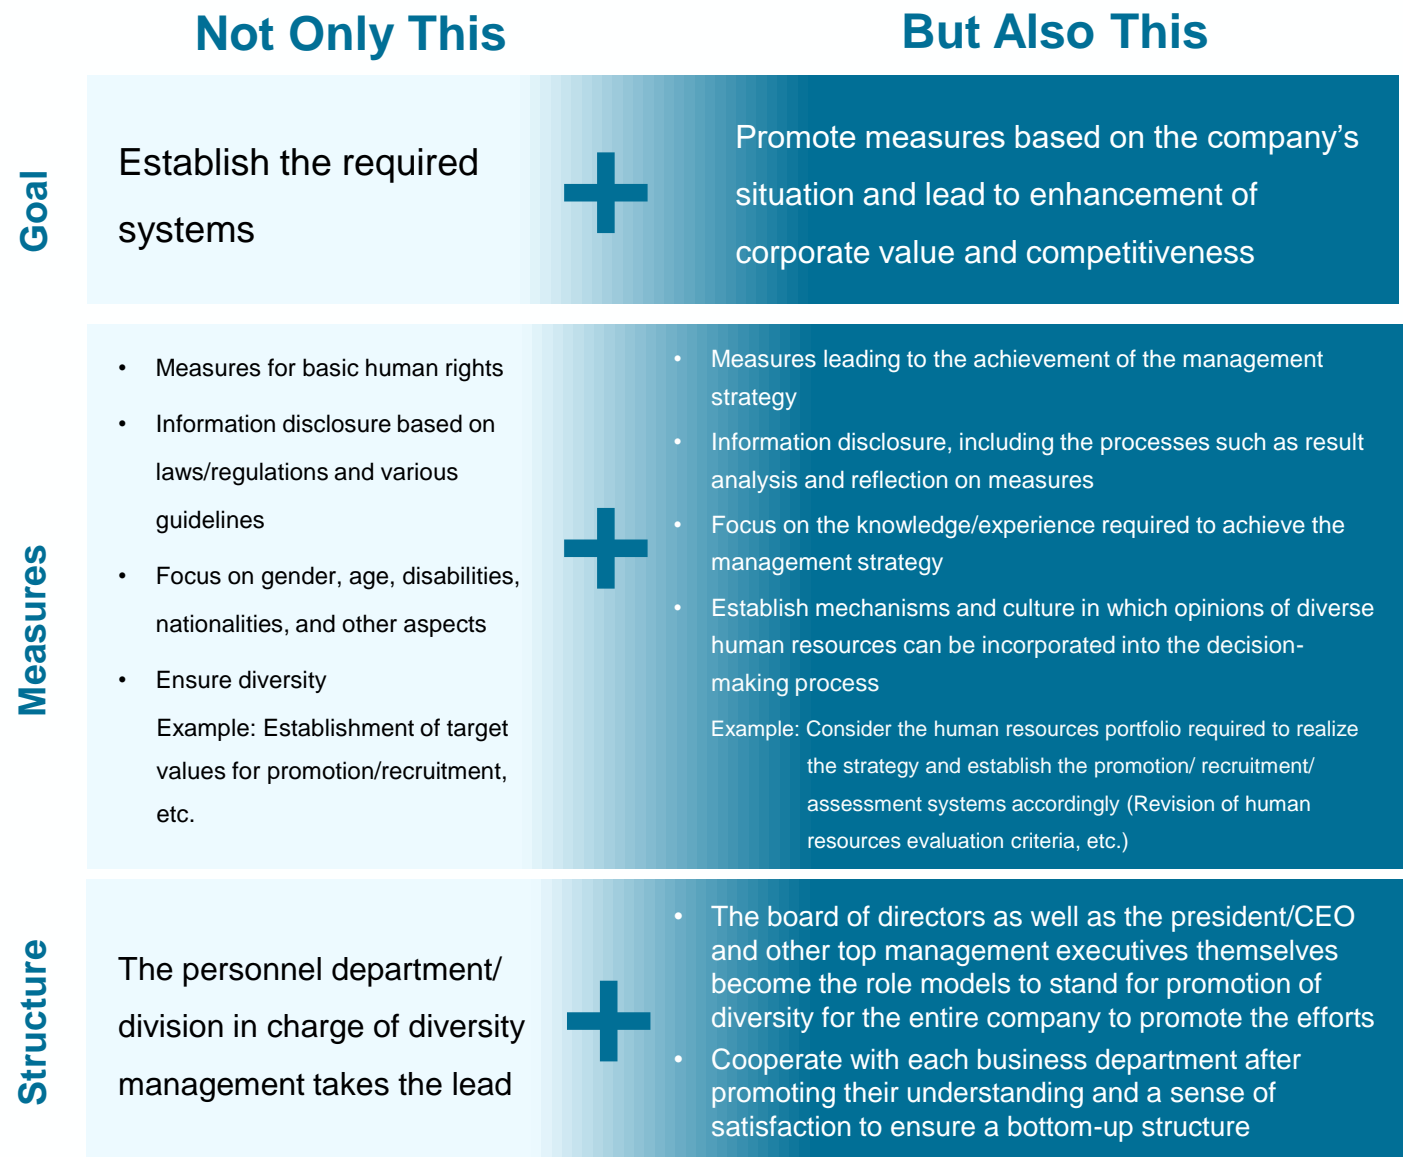 Not Only This
But Also This
Goal
Establish the required
systems
+
Promote measures based on the company’s
situation and lead to enhancement of
corporate value and competitiveness
Measures
• Measures for basic human rights
• Information disclosure based on
laws/regulations and various
guidelines
• Focus on gender, age, disabilities,
nationalities, and other aspects
• Ensure diversity
Example: Establishment of target
values for promotion/recruitment,
etc.
+
• Measures leading to the achievement of the management
strategy
• Information disclosure, including the processes such as result
analysis and reflection on measures
• Focus on the knowledge/experience required to achieve the
management strategy
• Establish mechanisms and culture in which opinions of diverse
human resources can be incorporated into the decision-
making process
Example: Consider the human resources portfolio required to realize
the strategy and establish the promotion/ recruitment/
assessment systems accordingly (Revision of human
resources evaluation criteria, etc.)
Structure
The personnel department/
division in charge of diversity
management takes the lead
+
• The board of directors as well as the president/CEO
and other top management executives themselves
become the role models to stand for promotion of
diversity for the entire company to promote the efforts
• Cooperate with each business department after
promoting their understanding and a sense of
satisfaction to ensure a bottom-up structure